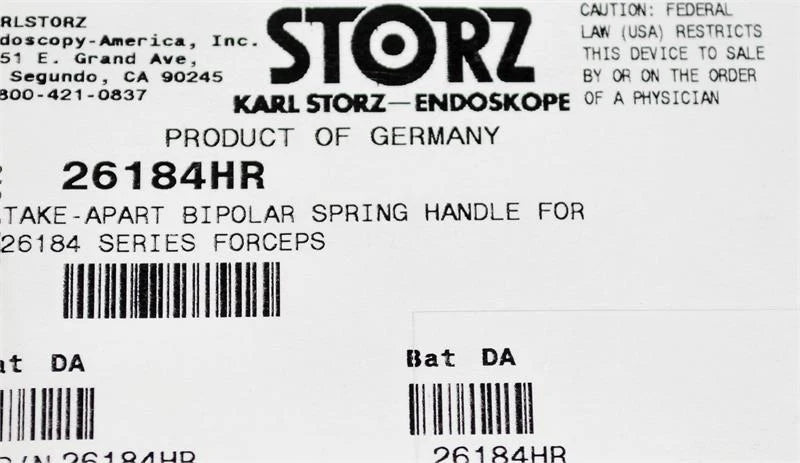 RLSTORZ
doscopy-America, Inc.
51 E. Grand Ave,
Segundo, CA 90245
800-421-0837
STORZ
KARL STORZ—ENDOSKOPE
CAUTION: FEDERAL
LAW (USA) RESTRICTS
THIS DEVICE TO SALE
BY OR ON THE ORDER
OF A PHYSICIAN
PRODUCT OF GERMANY
26184HR
TAKE-APART BIPOLAR SPRING HANDLE FOR
26184 SERIES FORCEPS
at DA
Bat DA
P/N 26184HR
26184HR